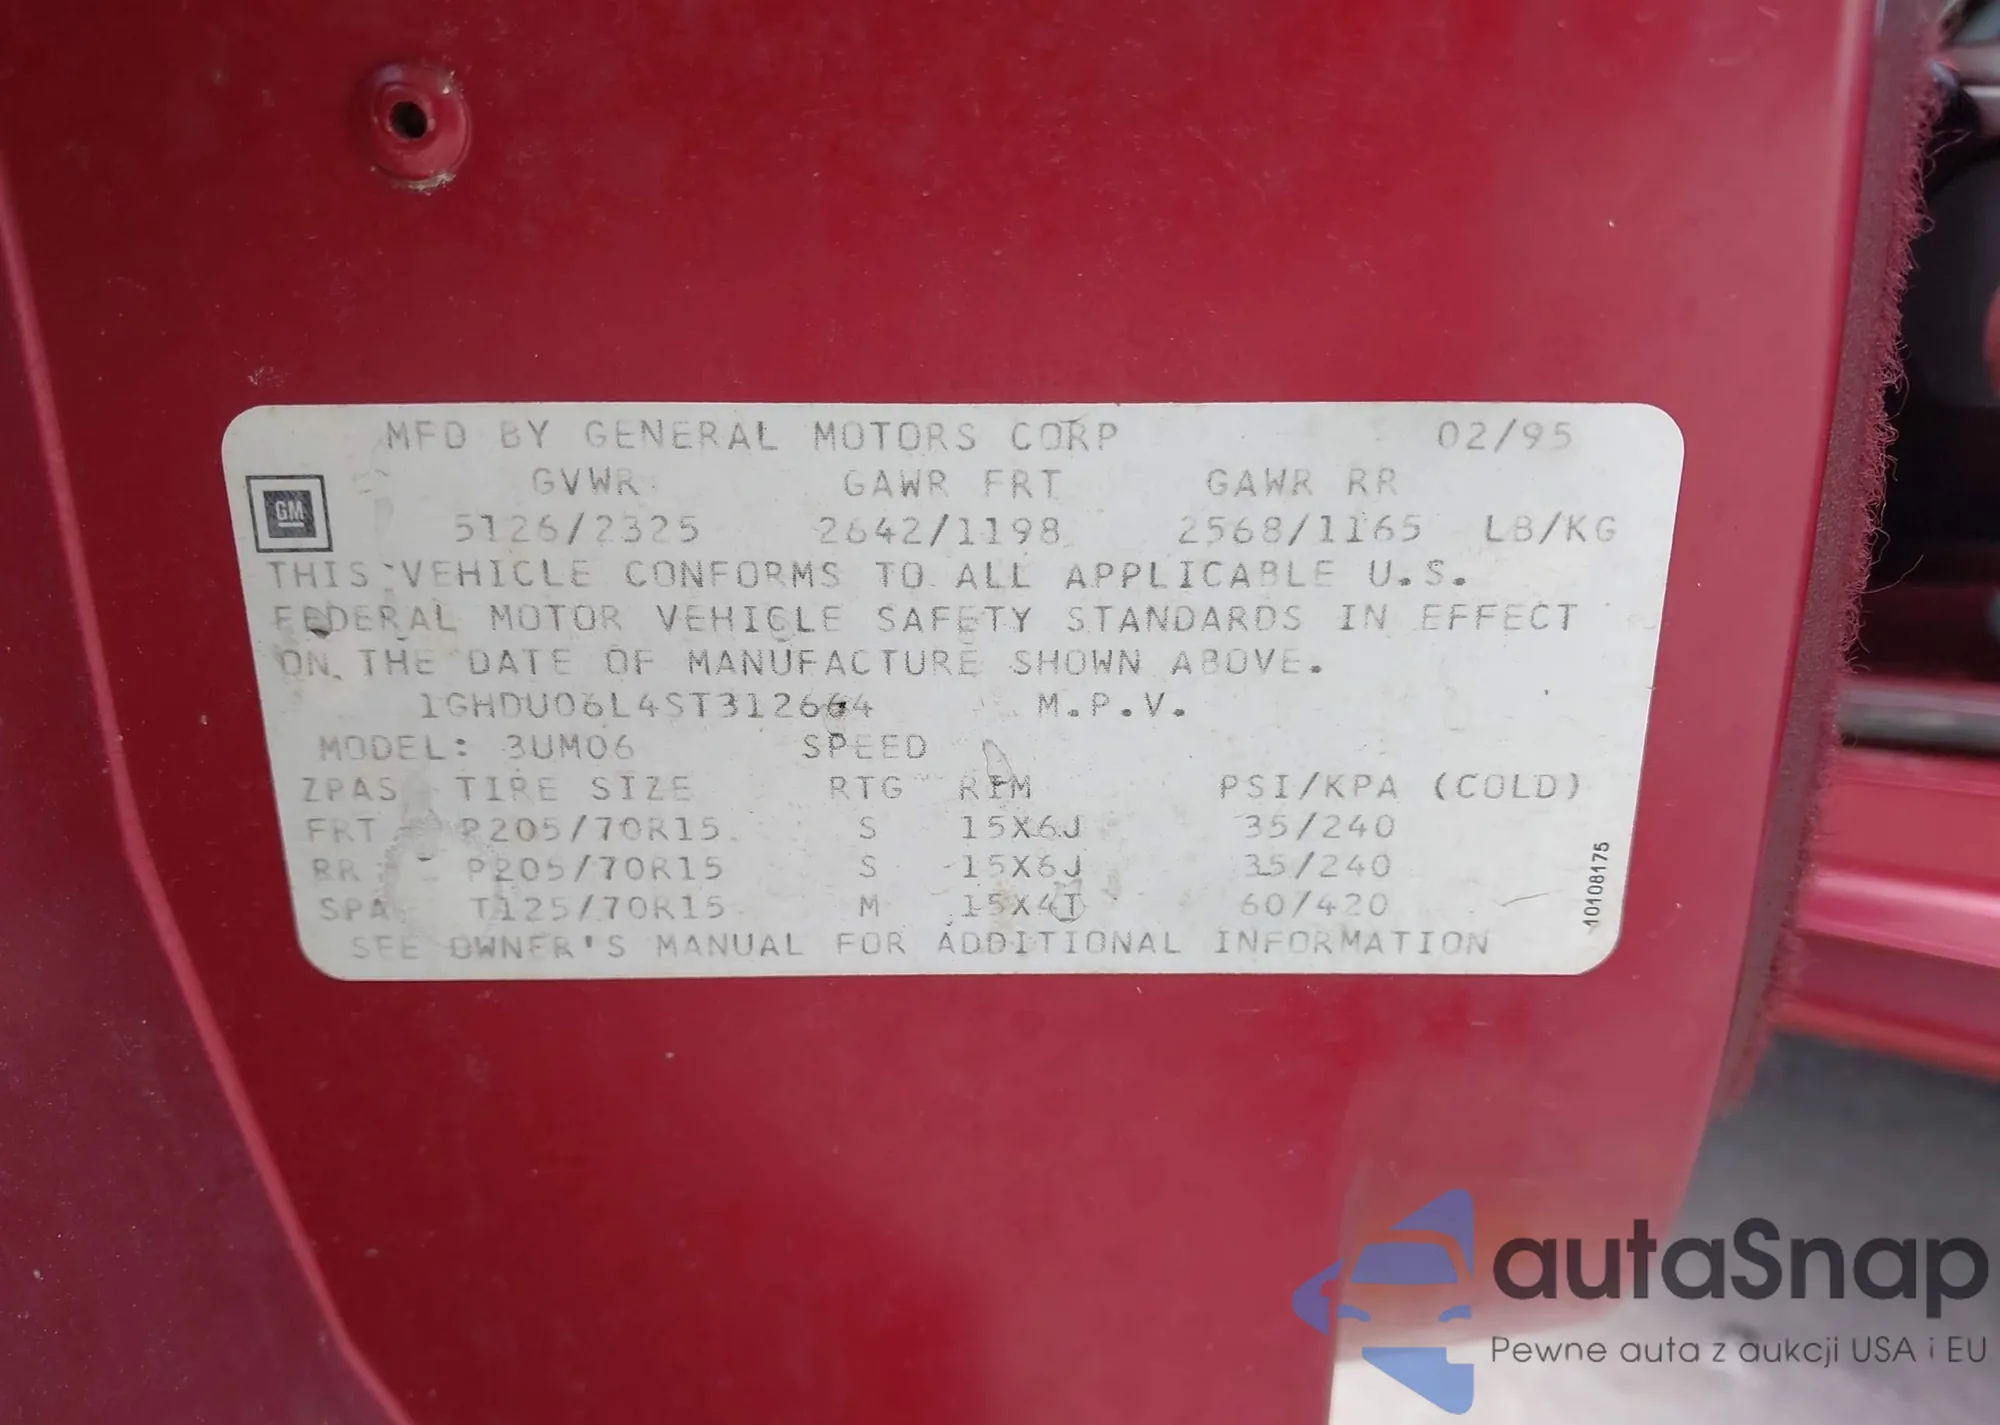 MFD BY GENERAL MOTORS CORP 02/95
GVWR GAWR FRT GAWR RR
GM
5126/2325 2642/1198 2568/1165 LB/KG
THIS VEHICLE CONFORMS TO ALL APPLICABLE U.S.
FEDERAL MOTOR VEHICLE SAFETY STANDARDS IN EFFECT
ON THE DATE OF MANUFACTURE SHOWN ABOVE.
1GHDU06L4ST312664 M.P.V.
MODEL: 3UM06 SPEED
ZPAS TIRE SIZE RTG RIM PSI/KPA (COLD)
FRT P205/70R15 S 15X6J 35/240
RR P205/70R15 S 15X6J 35/240
SPA T125/70R15 M 15X4T 60/420
SEE OWNER'S MANUAL FOR ADDITIONAL INFORMATION
10108175
autaSnap
Pewne auta z aukcji USA i EU